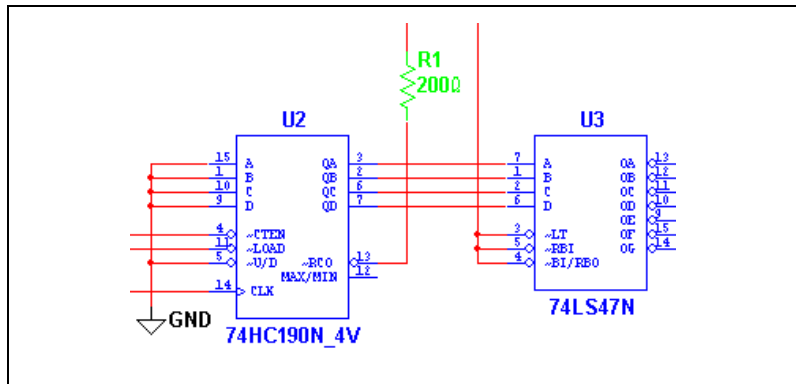 R1
200Ω
U2
15 A QA 3
1 B QB 2
10 C QC 6
9 D QD 7
4 ~CTEN
11 ~LOAD
5 ~U/D ~RCO 13
MAX/MIN 12
14 CLK
74HC190N_4V
GND
U3
7 A OA 13
1 B OB 12
2 C OC 11
6 D OD 10
OE 9
3 ~LT OF 15
5 ~RBI OG 14
4 ~BI/RBO
74LS47N